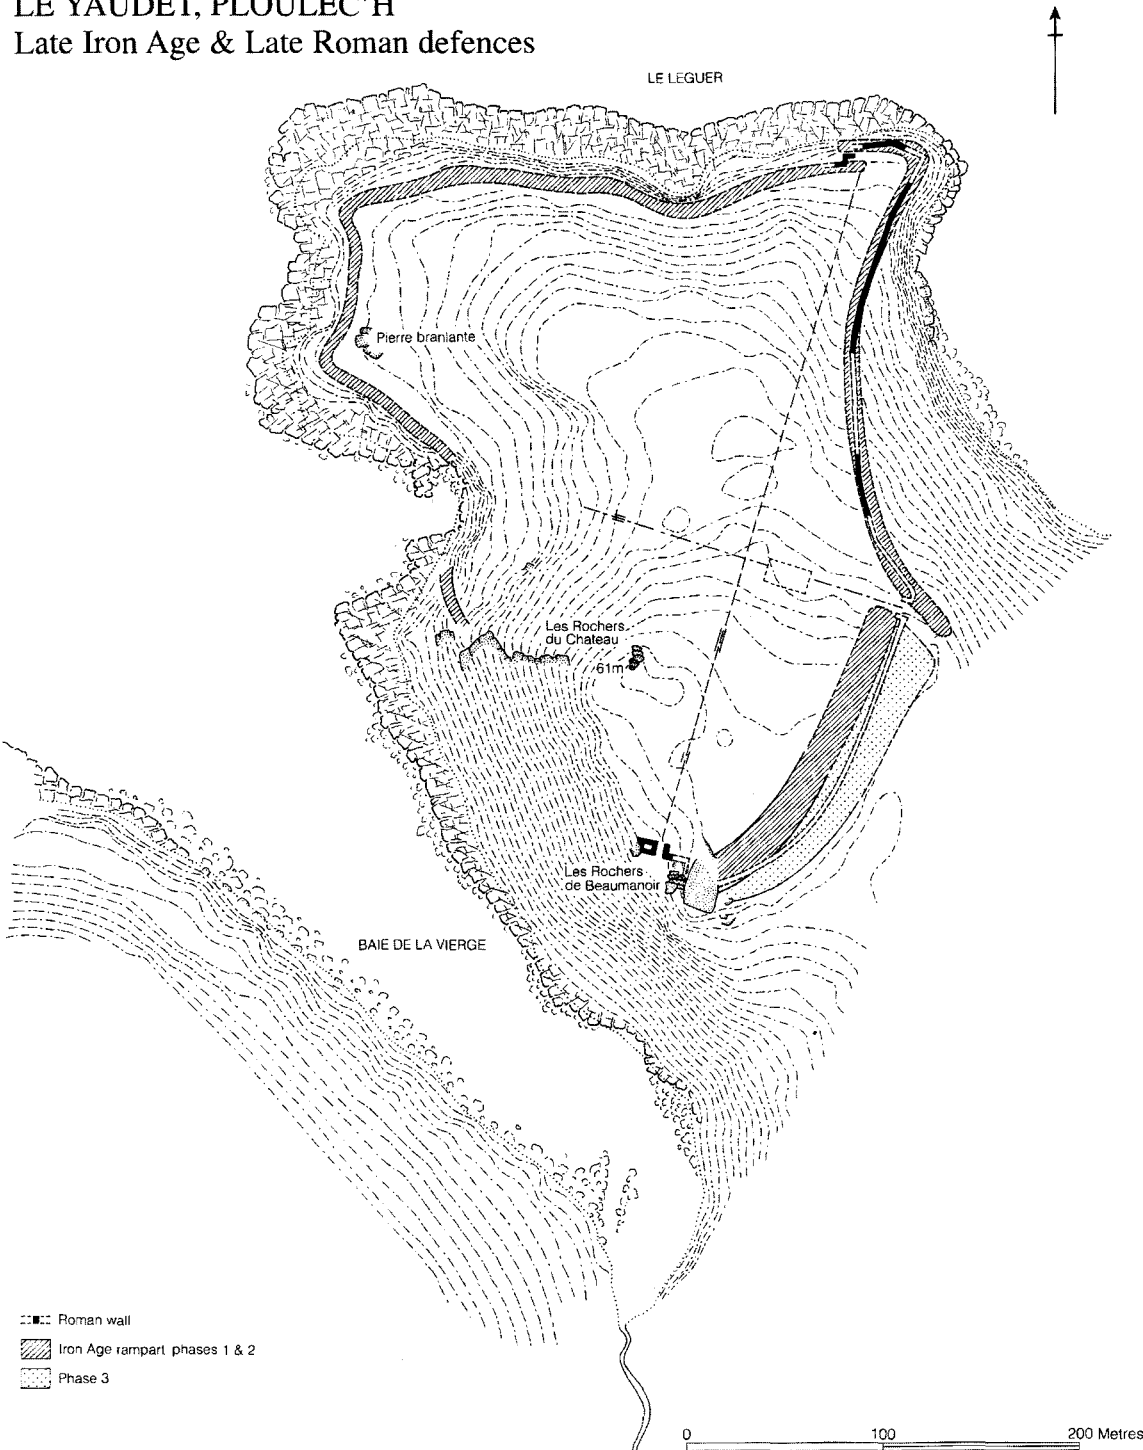 LE YAUDET, PLOULEC'H
Late Iron Age & Late Roman defences
LE LEGUER
Pierre branlante
Les Rochers
du Chateau
61m
Les Rochers
de Beaumanoir
BAIE DE LA VIERGE
Roman wall
Iron Age rampart phases 1 & 2
Phase 3
0 100 200 Metres